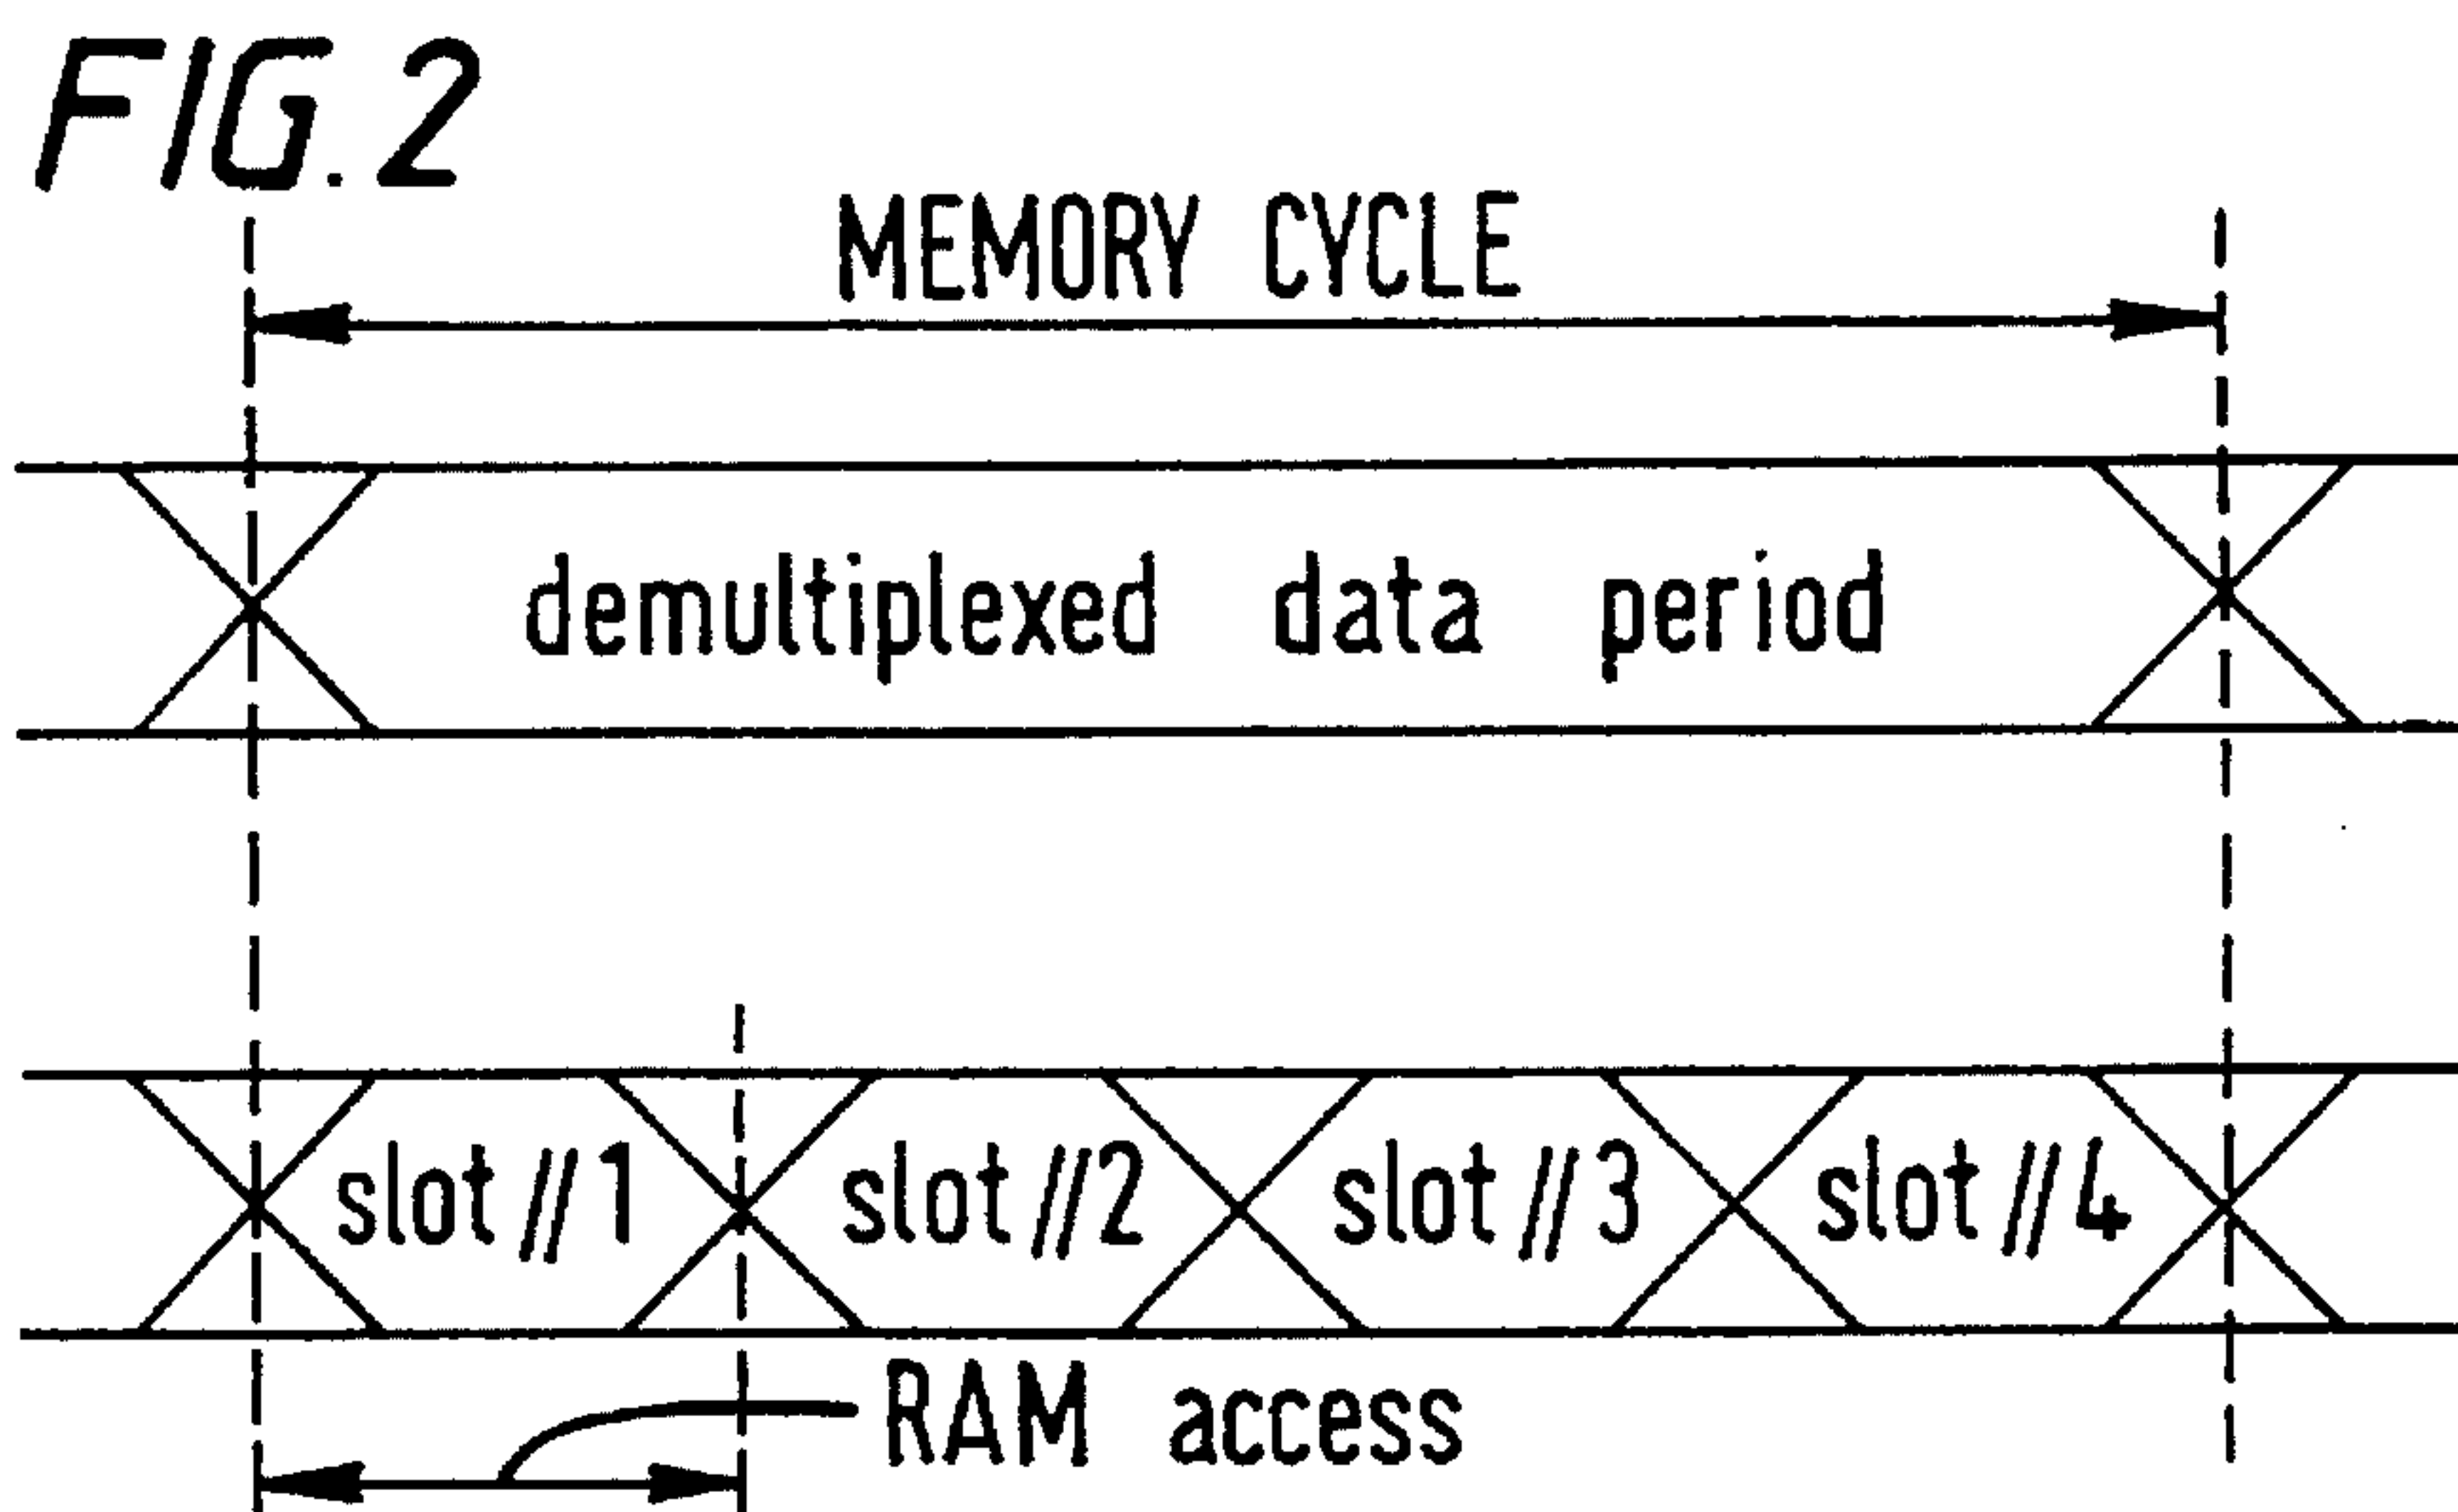 FIG. 2
MEMORY CYCLE
demultiplexed data period
slot //1 slot //2 slot //3 slot //4
RAM access